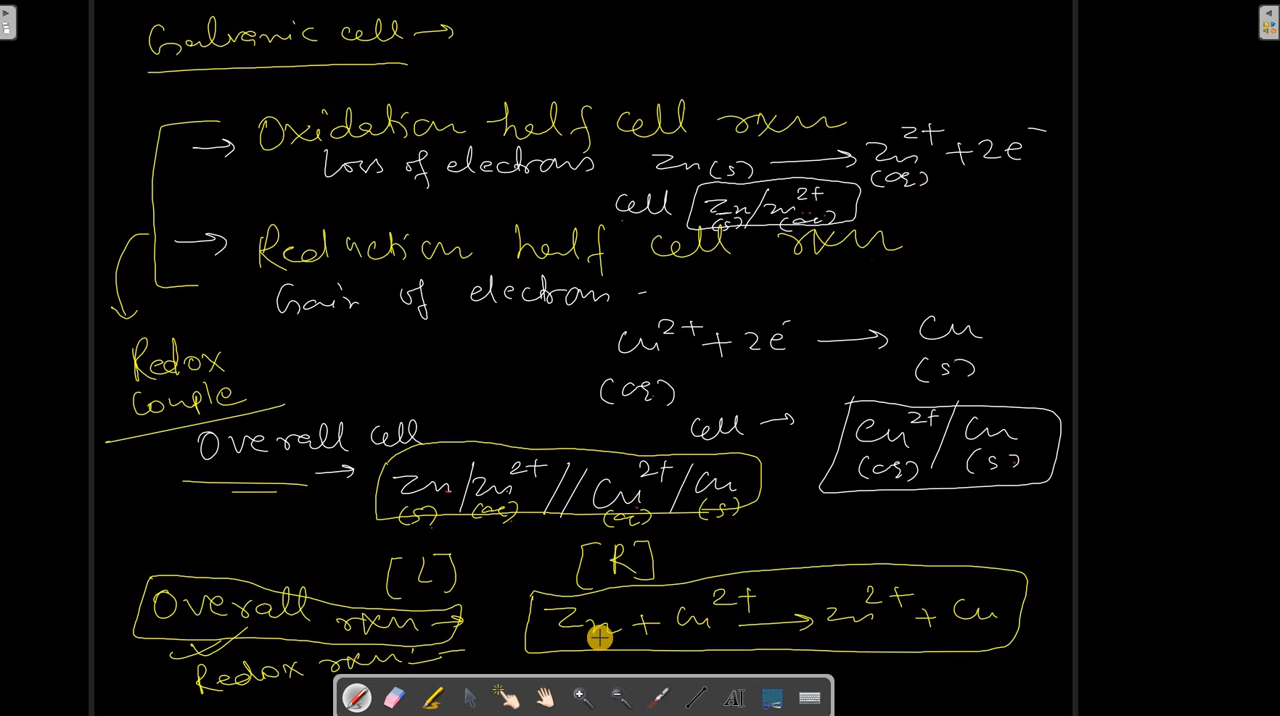 Galvanic cell →
→ Oxidation half cell rxn
Loss of electrons Zn(s) → Zn²⁺(aq) + 2e⁻
cell Zn(s)/Zn²⁺(aq)
→ Reduction half cell rxn
Gain of electron -
Cu²⁺(aq) + 2e⁻ → Cu(s)
Redox
couple
cell → Cu²⁺(aq)/Cu(s)
Overall cell
→ Zn(s)/Zn²⁺(aq)//Cu²⁺(aq)/Cu(s)
[L] [R]
Overall rxn → Zn + Cu²⁺ → Zn²⁺ + Cu
Redox rxn:-
AI